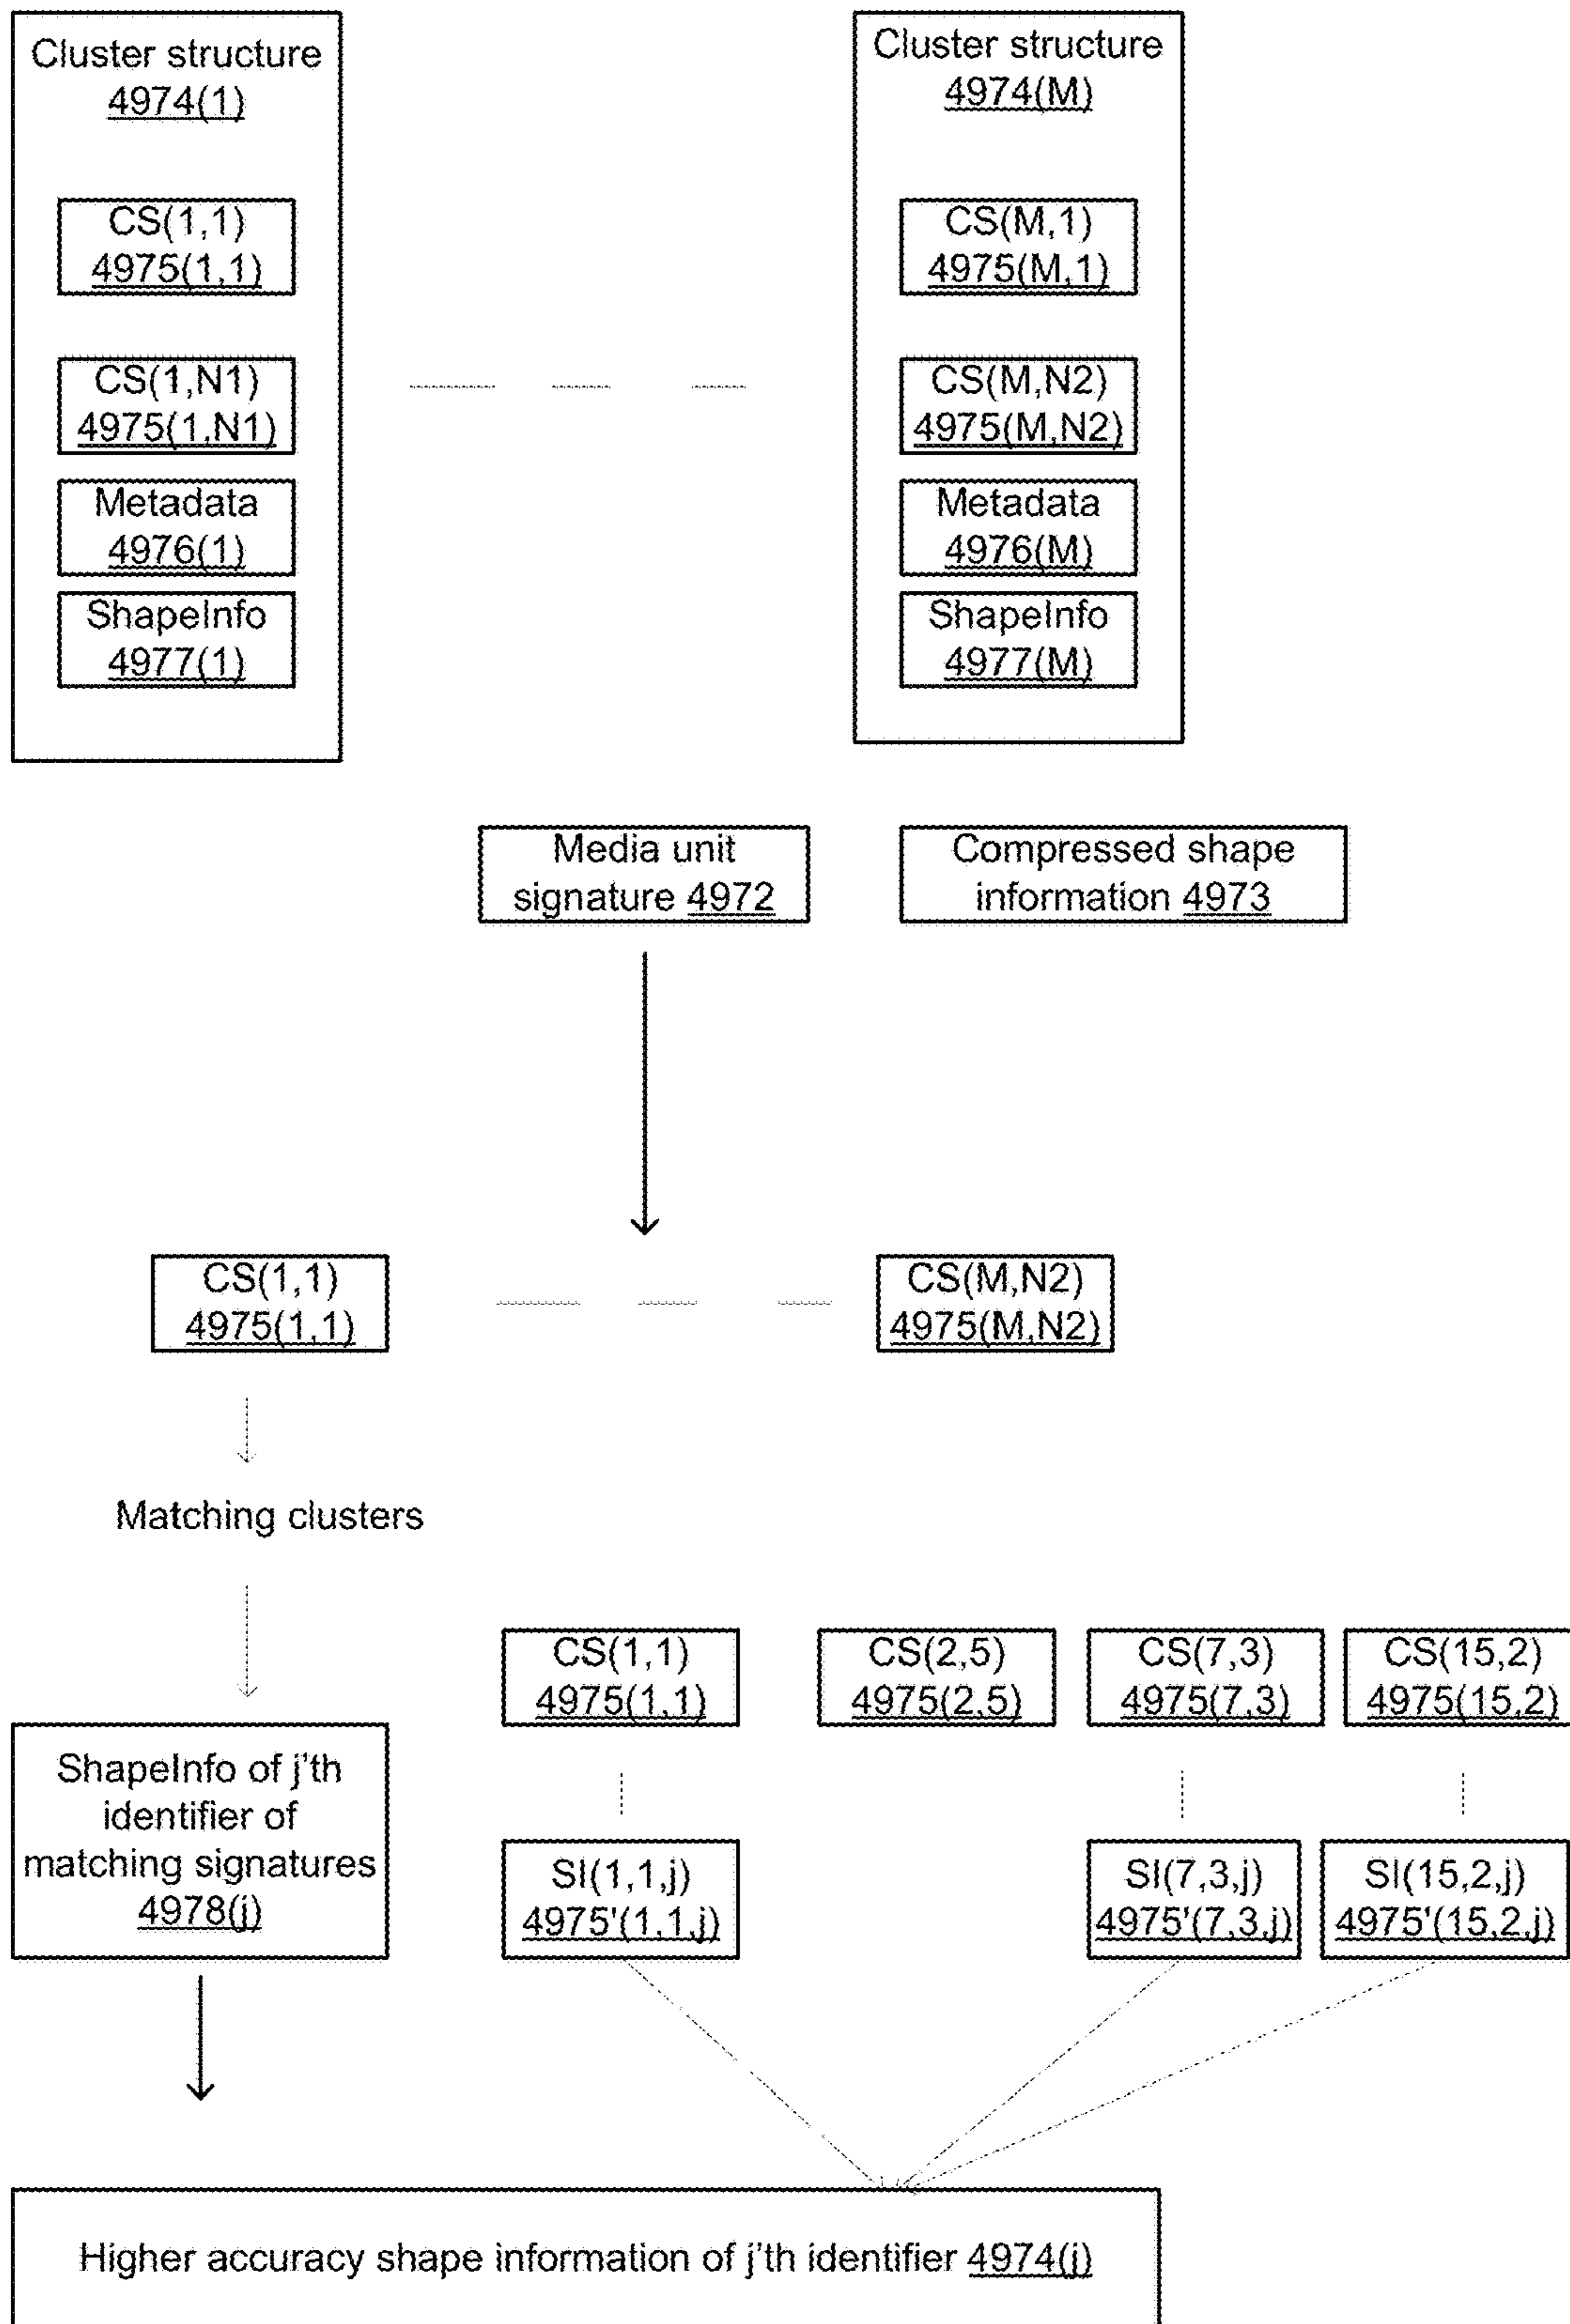 Cluster structure
4974(1)
CS(1,1)
4975(1,1)
CS(1,N1)
4975(1,N1)
Metadata
4976(1)
ShapeInfo
4977(1)
Cluster structure
4974(M)
CS(M,1)
4975(M,1)
CS(M,N2)
4975(M,N2)
Metadata
4976(M)
ShapeInfo
4977(M)
Media unit
signature 4972
Compressed shape
information 4973
CS(1,1)
4975(1,1)
CS(M,N2)
4975(M,N2)
Matching clusters
CS(1,1)
4975(1,1)
CS(2,5)
4975(2,5)
CS(7,3)
4975(7,3)
CS(15,2)
4975(15,2)
ShapeInfo of j'th
identifier of
matching signatures
4978(j)
SI(1,1,j)
4975'(1,1,j)
SI(7,3,j)
4975'(7,3,j)
SI(15,2,j)
4975'(15,2,j)
Higher accuracy shape information of j'th identifier 4974(j)